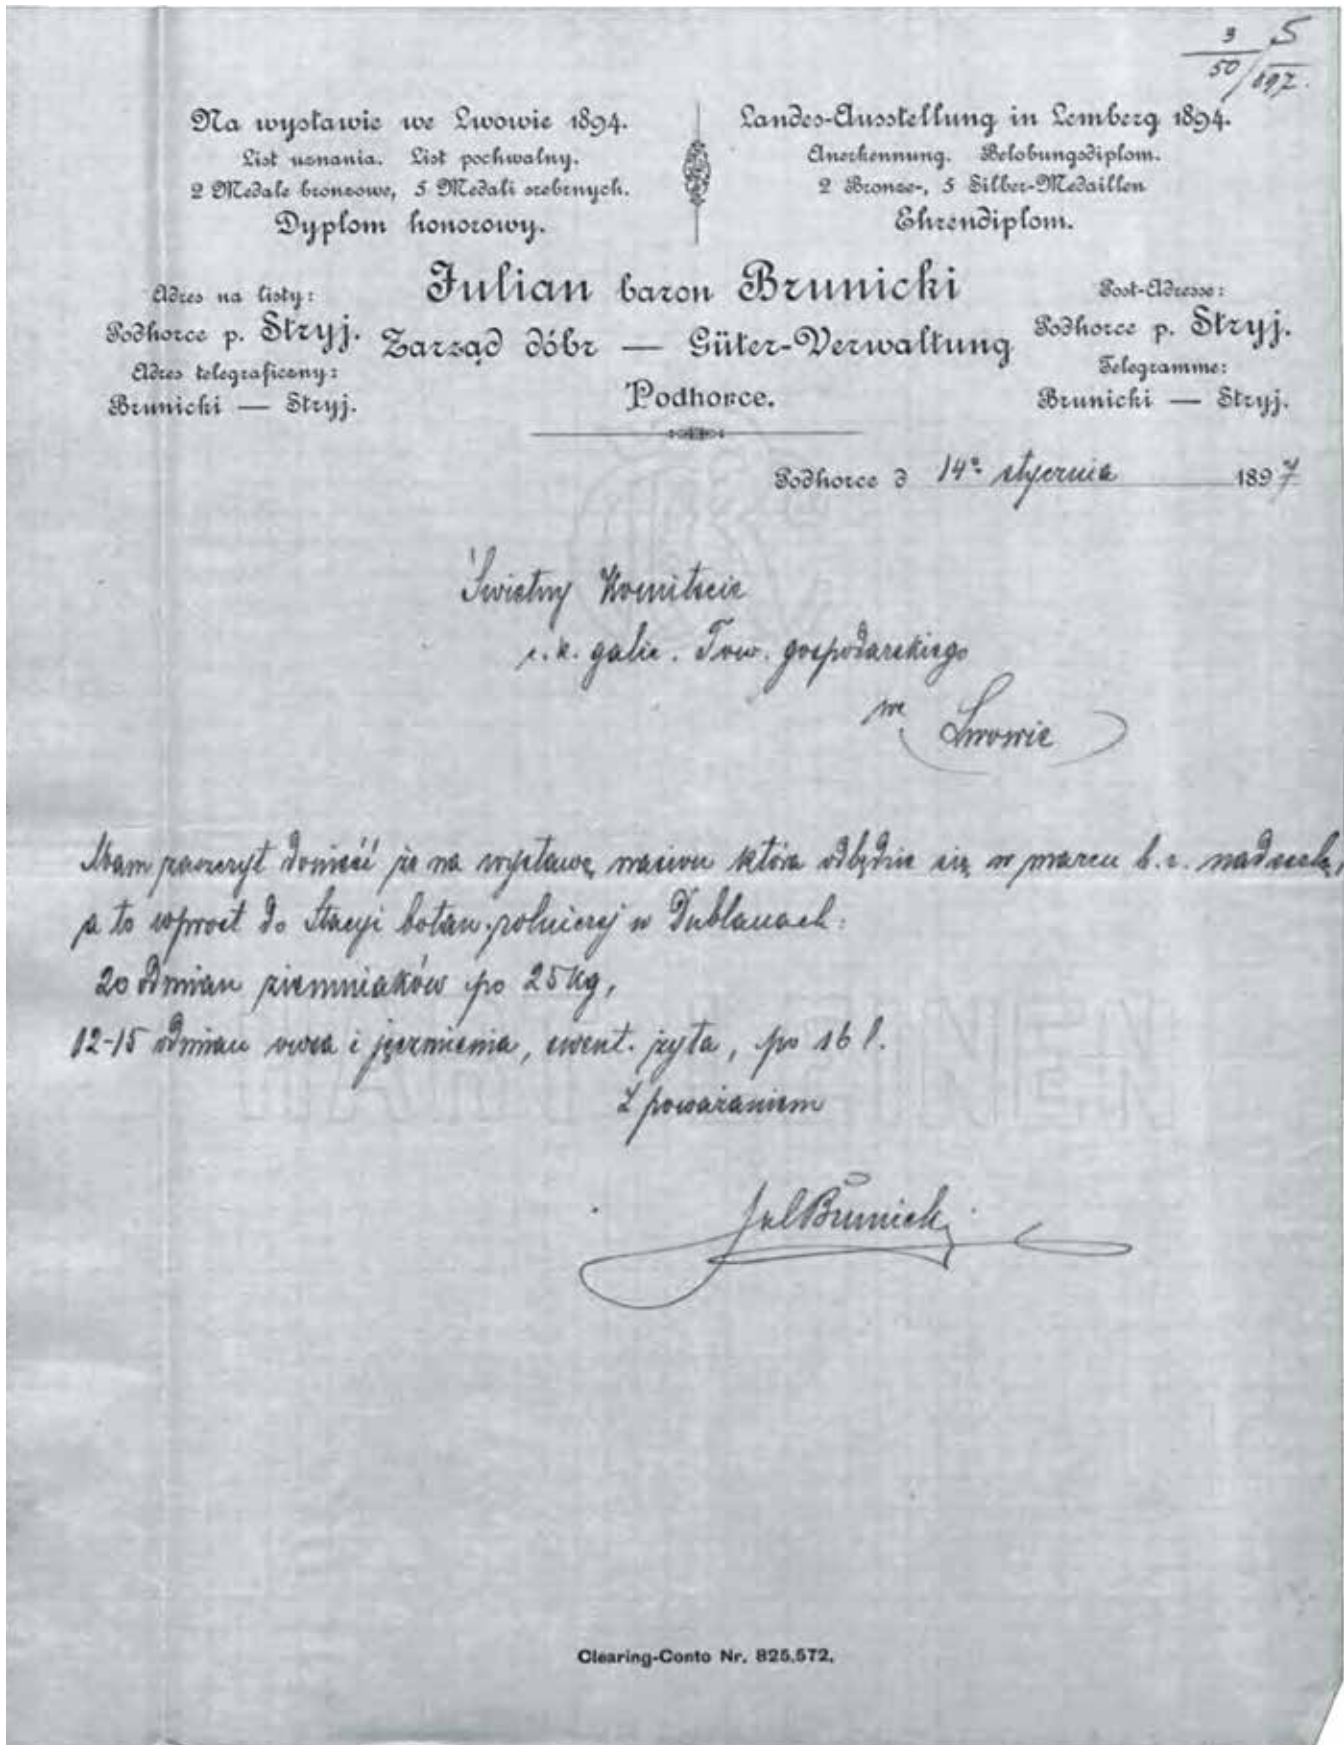 3 5
50/897.
Na wystawie we Lwowie 1894.
List uznania. List pochwalny.
2 Medale bronzowe, 5 Medali srebrnych.
Dyplom honorowy.
Landes-Ausstellung in Lemberg 1894.
Anerkennung. Belobungsdiplom.
2 Bronze-, 5 Silber-Medaillen
Ehrendiplom.
Adres na listy:
Podhorce p. Stryj.
Adres telegraficzny:
Brunicki — Stryj.
Julian baron Brunicki
Zarząd dóbr — Güter-Verwaltung
Podhorce.
Post-Adresse:
Podhorce p. Stryj.
Telegramme:
Brunicki — Stryj.
Podhorce d 14º stycznia 1897
Świetny Komitecie
c. k. galic. Tow. gospodarskiego
we Lwowie
Mam zaszczyt donieść że na wystawę nasion która odbędzie się w marcu b. r. nadeszlę,
a to wprost do Stacyi botan. rolniczej w Dublanach:
20 odmian ziemniaków po 25 Kg,
12-15 odmian owsa i jęczmienia, ewent. żyta, po 16 l.
Z poważaniem
JulBrunicki
Clearing-Conto Nr. 825.572.